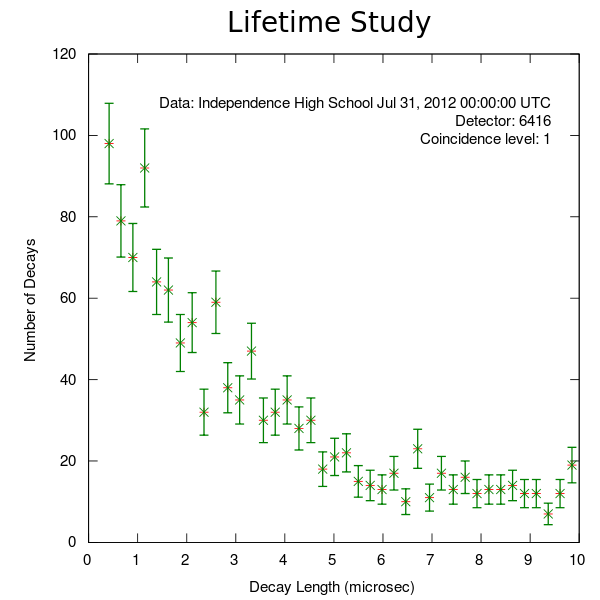 Lifetime Study
120
Data: Independence High School Jul 31, 2012 00:00:00 UTC
Detector: 6416
Coincidence level: 1
100
80
60
40
20
0
Number of Decays
0 1 2 3 4 5 6 7 8 9 10
Decay Length (microsec)